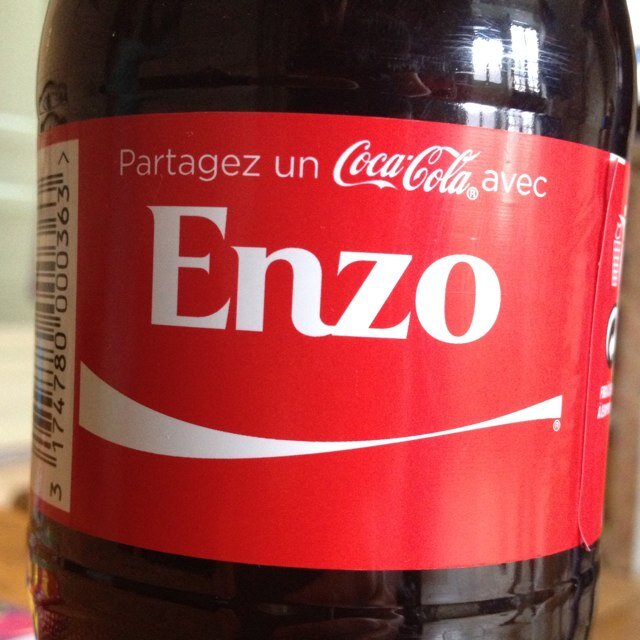 Partagez un Coca-Cola® avec
Enzo
®
3 174780 000363 >